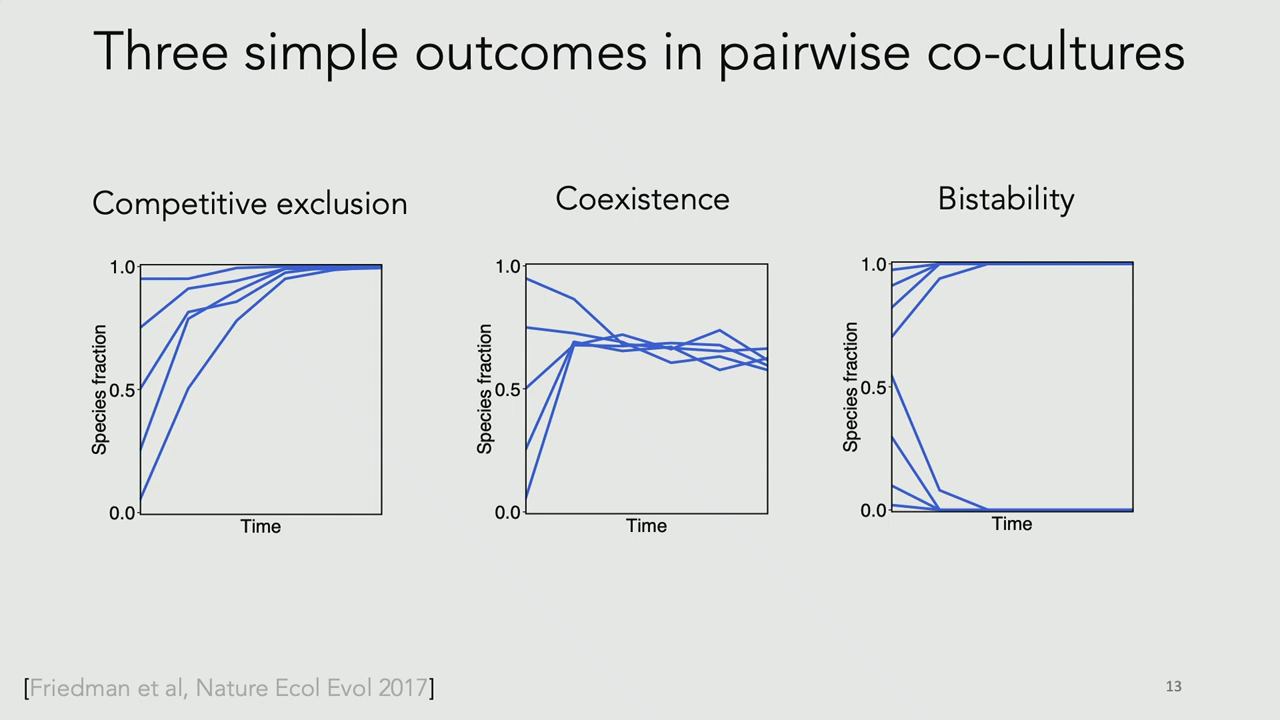 Three simple outcomes in pairwise co-cultures
Competitive exclusion
Coexistence
Bistability
1.0
0.5
0.0
Species fraction
Time
1.0
0.5
0.0
Species fraction
Time
1.0
0.5
0.0
Species fraction
Time
[Friedman et al, Nature Ecol Evol 2017]
13